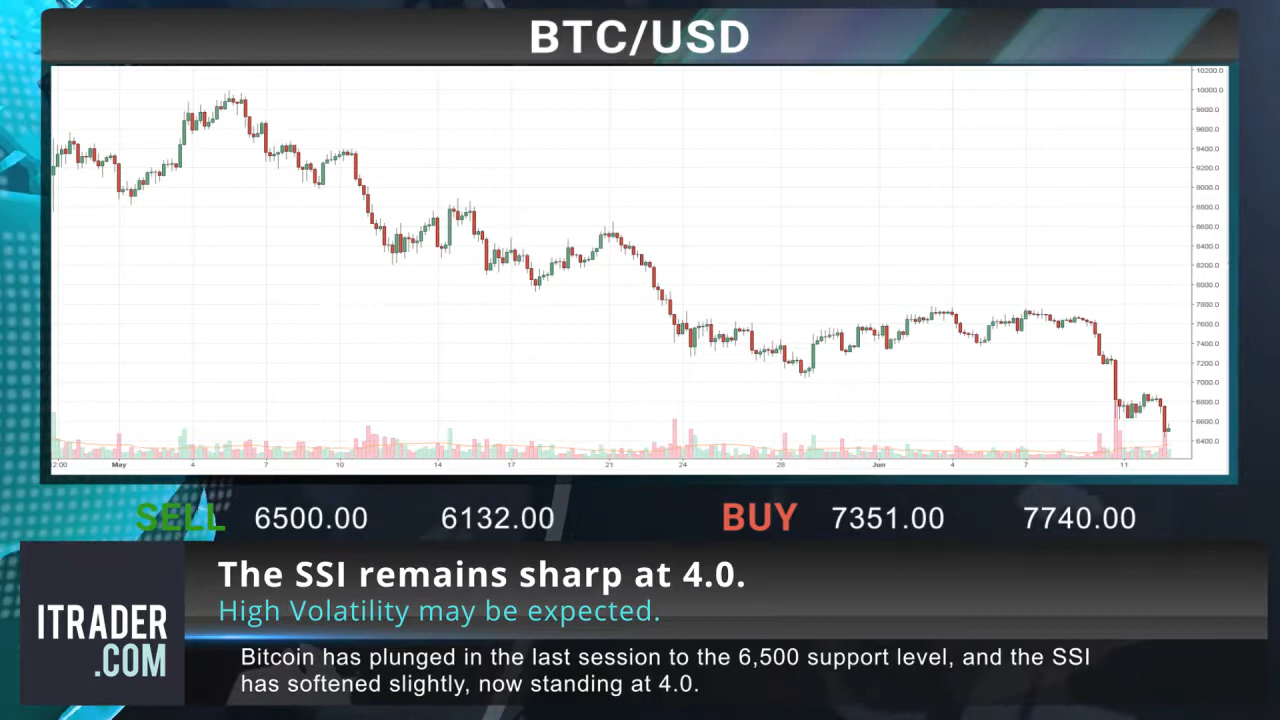 BTC/USD
10200.0
10000.0
9800.0
9600.0
9400.0
9200.0
9000.0
8800.0
8600.0
8400.0
8200.0
8000.0
7800.0
7600.0
7400.0
7200.0
7000.0
6800.0
6600.0
6400.0
2:00 May 4 7 10 14 17 21 24 28 Jun 4 7 11
SELL 6500.00 6132.00 BUY 7351.00 7740.00
ITRADER
.COM
The SSI remains sharp at 4.0.
High Volatility may be expected.
Bitcoin has plunged in the last session to the 6,500 support level, and the SSI
has softened slightly, now standing at 4.0.